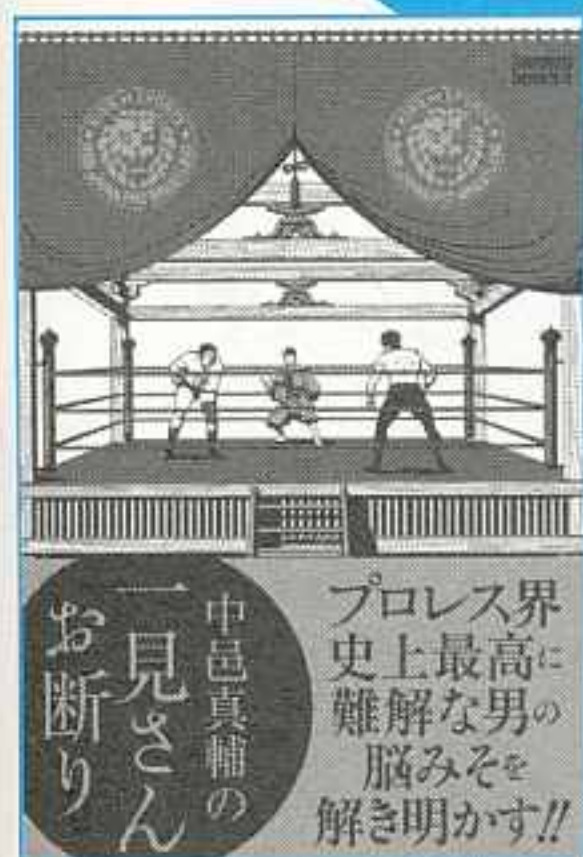 中邑真輔の
一見さん
お断り
プロレス界
史上最高に
難解な男の
脳みそを
解き明かす!!